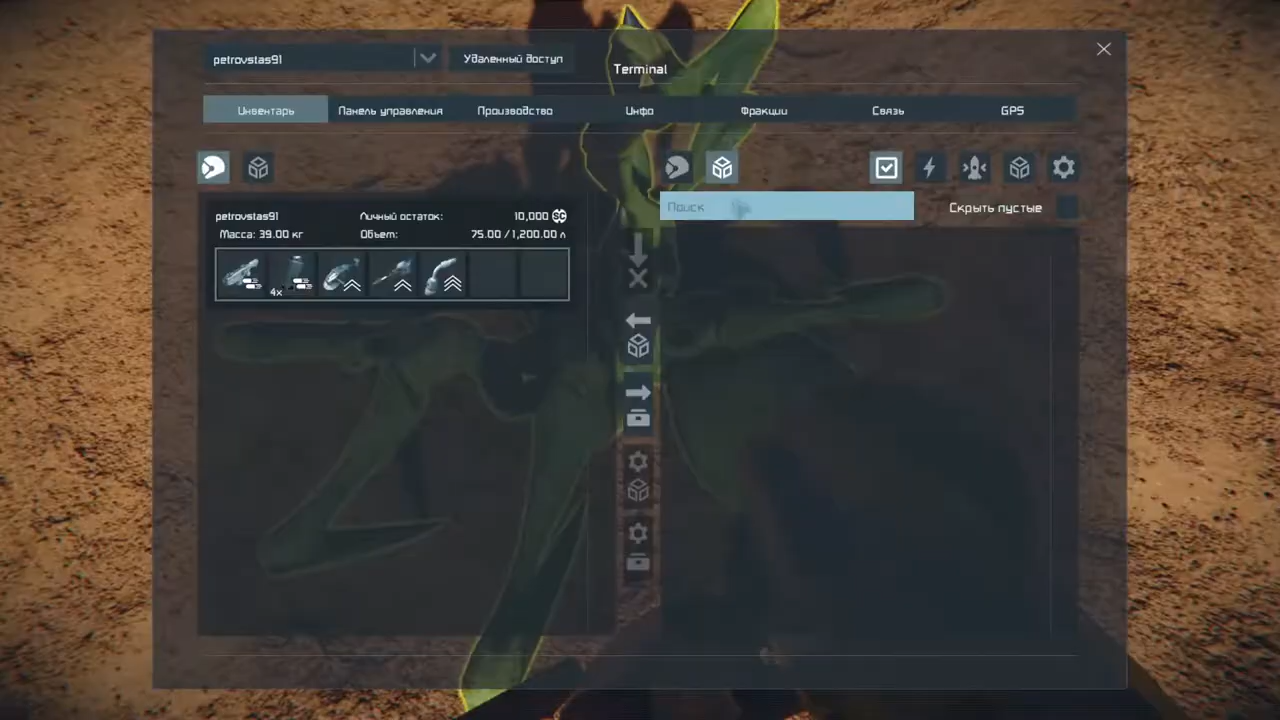 petrovstas91
Удаленный доступ
Terminal
Инвентарь Панель управления Производство Инфо Фракции Связь GPS
Поиск
Скрыть пустые
petrovstas91 Личный остаток: 10,000 SC
Масса: 39.00 кг Объем: 75.00 / 1,200.00 л
4x